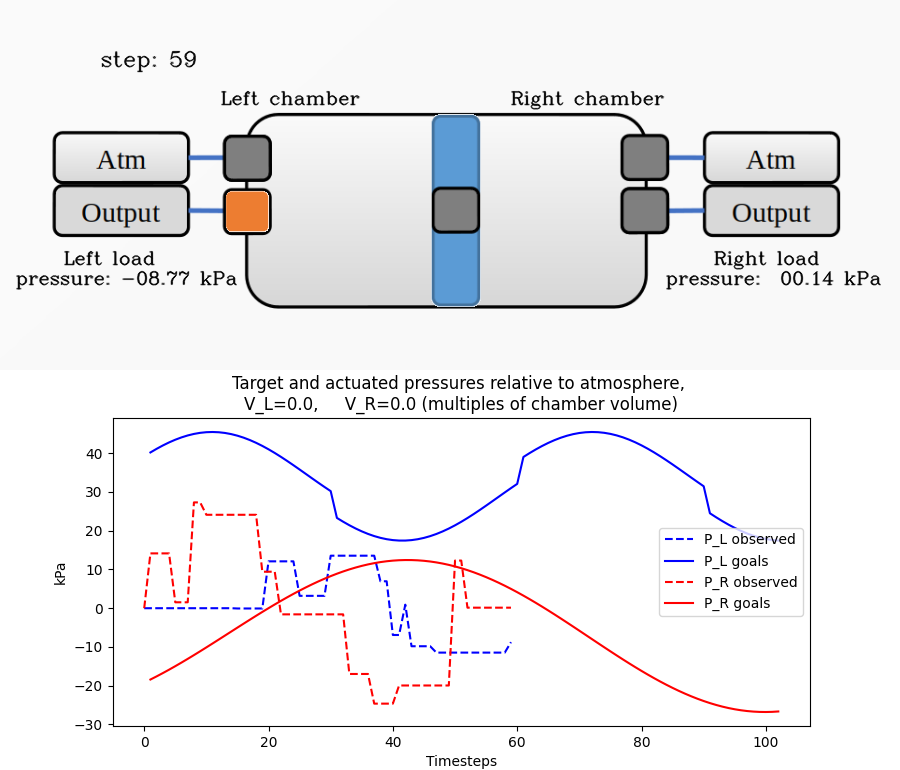 step: 59
Left chamber
Right chamber
Atm
Atm
Output
Output
Left load
pressure: -08.77 kPa
Right load
pressure: 00.14 kPa
Target and actuated pressures relative to atmosphere,
V_L=0.0, V_R=0.0 (multiples of chamber volume)
40
30
20
10
0
−10
−20
−30
kPa
P_L observed
P_L goals
P_R observed
P_R goals
0 20 40 60 80 100
Timesteps